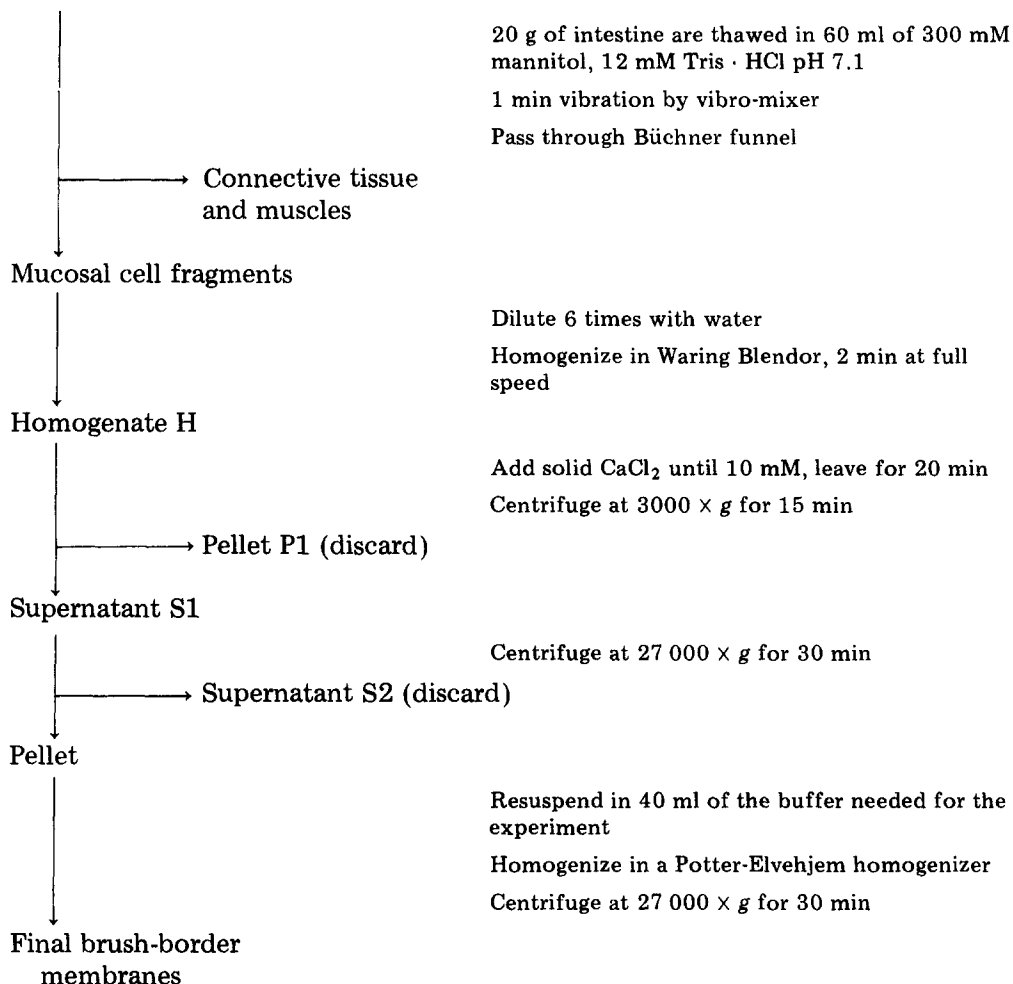 20 g of intestine are thawed in 60 ml of 300 mM
mannitol, 12 mM Tris · HCl pH 7.1
1 min vibration by vibro-mixer
Pass through Büchner funnel
Connective tissue
and muscles
Mucosal cell fragments
Dilute 6 times with water
Homogenize in Waring Blendor, 2 min at full
speed
Homogenate H
Add solid CaCl₂ until 10 mM, leave for 20 min
Centrifuge at 3000 × g for 15 min
Pellet P1 (discard)
Supernatant S1
Centrifuge at 27 000 × g for 30 min
Supernatant S2 (discard)
Pellet
Resuspend in 40 ml of the buffer needed for the
experiment
Homogenize in a Potter-Elvehjem homogenizer
Centrifuge at 27 000 × g for 30 min
Final brush-border
membranes